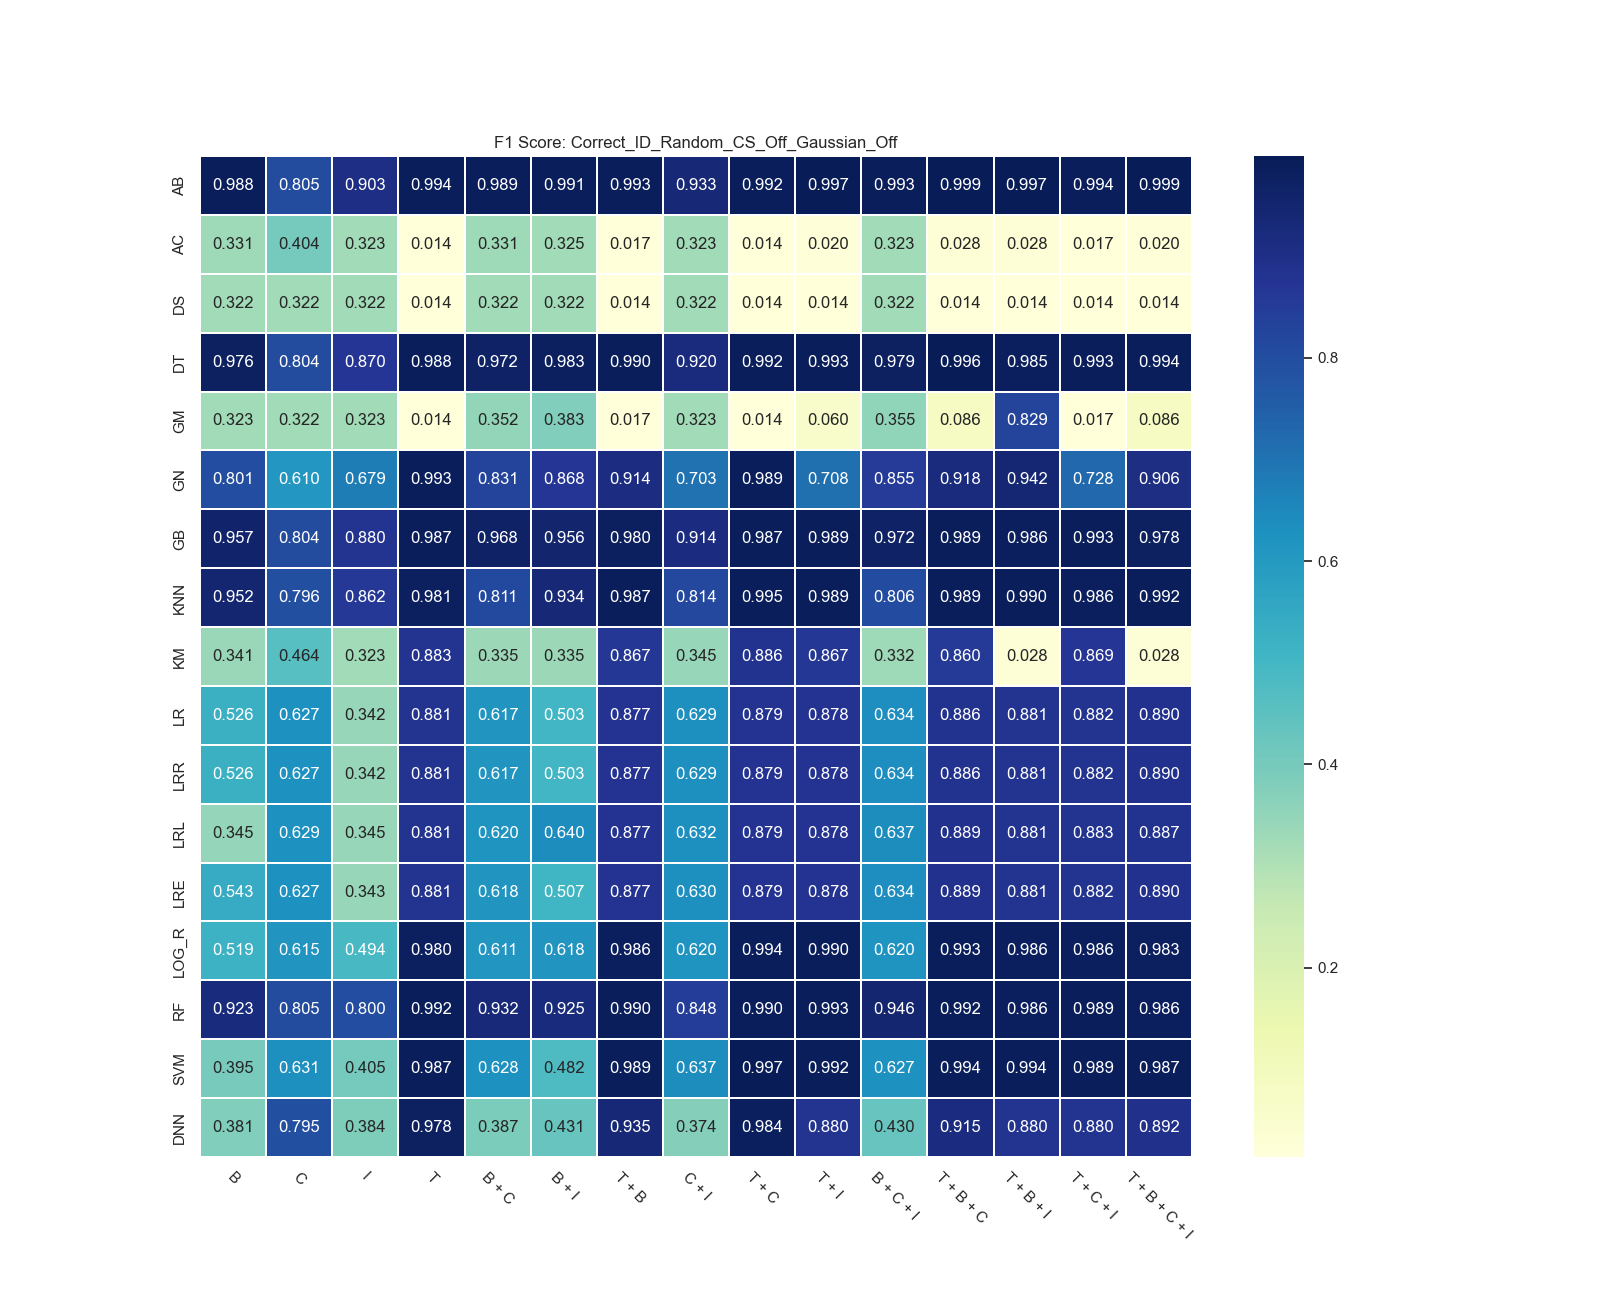 F1 Score: Correct_ID_Random_CS_Off_Gaussian_Off
AB 0.988 0.805 0.903 0.994 0.989 0.991 0.993 0.933 0.992 0.997 0.993 0.999 0.997 0.994 0.999
AC 0.331 0.404 0.323 0.014 0.331 0.325 0.017 0.323 0.014 0.020 0.323 0.028 0.028 0.017 0.020
DS 0.322 0.322 0.322 0.014 0.322 0.322 0.014 0.322 0.014 0.014 0.322 0.014 0.014 0.014 0.014
DT 0.976 0.804 0.870 0.988 0.972 0.983 0.990 0.920 0.992 0.993 0.979 0.996 0.985 0.993 0.994
GM 0.323 0.322 0.323 0.014 0.352 0.383 0.017 0.323 0.014 0.060 0.355 0.086 0.829 0.017 0.086
GN 0.801 0.610 0.679 0.993 0.831 0.868 0.914 0.703 0.989 0.708 0.855 0.918 0.942 0.728 0.906
GB 0.957 0.804 0.880 0.987 0.968 0.956 0.980 0.914 0.987 0.989 0.972 0.989 0.986 0.993 0.978
KNN 0.952 0.796 0.862 0.981 0.811 0.934 0.987 0.814 0.995 0.989 0.806 0.989 0.990 0.986 0.992
KM 0.341 0.464 0.323 0.883 0.335 0.335 0.867 0.345 0.886 0.867 0.332 0.860 0.028 0.869 0.028
LR 0.526 0.627 0.342 0.881 0.617 0.503 0.877 0.629 0.879 0.878 0.634 0.886 0.881 0.882 0.890
LRR 0.526 0.627 0.342 0.881 0.617 0.503 0.877 0.629 0.879 0.878 0.634 0.886 0.881 0.882 0.890
LRL 0.345 0.629 0.345 0.881 0.620 0.640 0.877 0.632 0.879 0.878 0.637 0.889 0.881 0.883 0.887
LRE 0.543 0.627 0.343 0.881 0.618 0.507 0.877 0.630 0.879 0.878 0.634 0.889 0.881 0.882 0.890
LOG_R 0.519 0.615 0.494 0.980 0.611 0.618 0.986 0.620 0.994 0.990 0.620 0.993 0.986 0.986 0.983
RF 0.923 0.805 0.800 0.992 0.932 0.925 0.990 0.848 0.990 0.993 0.946 0.992 0.986 0.989 0.986
SVM 0.395 0.631 0.405 0.987 0.628 0.482 0.989 0.637 0.997 0.992 0.627 0.994 0.994 0.989 0.987
DNN 0.381 0.795 0.384 0.978 0.387 0.431 0.935 0.374 0.984 0.880 0.430 0.915 0.880 0.880 0.892
B C I T B + C B + I T + B C + I T + C T + I B + C + I T + B + C T + B + I T + C + I T + B + C + I
0.8
0.6
0.4
0.2